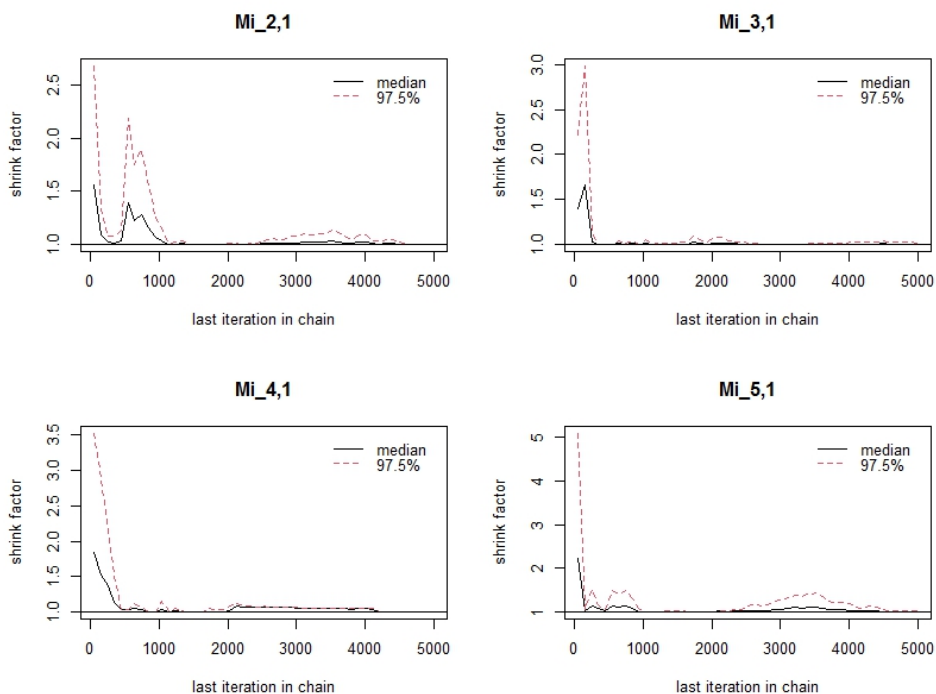 Mi_2,1
shrink factor
1.0 1.5 2.0 2.5
median
97.5%
0 1000 2000 3000 4000 5000
last iteration in chain
Mi_3,1
shrink factor
1.0 1.5 2.0 2.5 3.0
median
97.5%
0 1000 2000 3000 4000 5000
last iteration in chain
Mi_4,1
shrink factor
1.0 1.5 2.0 2.5 3.0 3.5
median
97.5%
0 1000 2000 3000 4000 5000
last iteration in chain
Mi_5,1
shrink factor
1 2 3 4 5
median
97.5%
0 1000 2000 3000 4000 5000
last iteration in chain